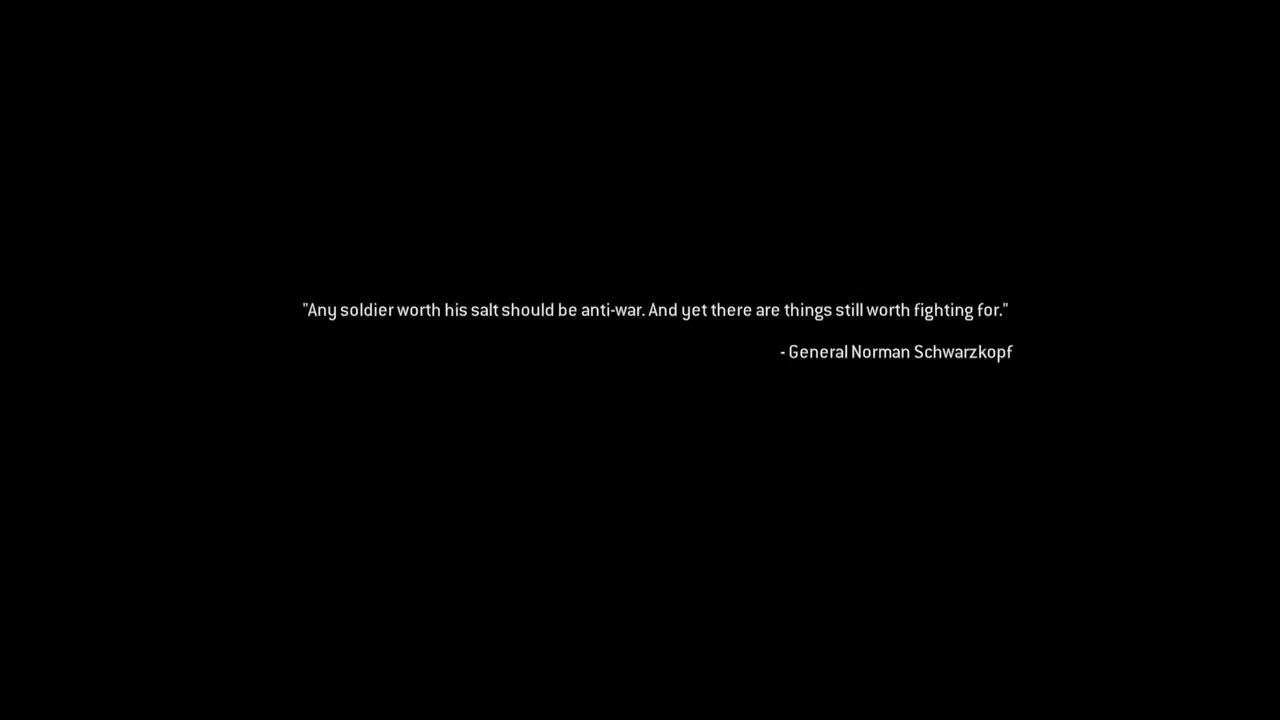 "Any soldier worth his salt should be anti-war. And yet there are things still worth fighting for."
- General Norman Schwarzkopf